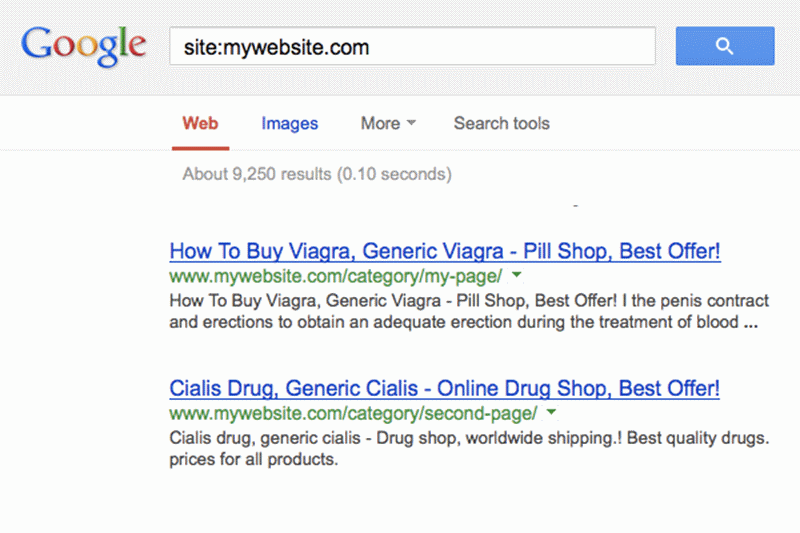 Google site:mywebsite.com
Web Images More Search tools
About 9,250 results (0.10 seconds)
How To Buy Viagra, Generic Viagra - Pill Shop, Best Offer!
www.mywebsite.com/category/my-page/
How To Buy Viagra, Generic Viagra - Pill Shop, Best Offer! I the penis contract
and erections to obtain an adequate erection during the treatment of blood ...
Cialis Drug, Generic Cialis - Online Drug Shop, Best Offer!
www.mywebsite.com/category/second-page/
Cialis drug, generic cialis - Drug shop, worldwide shipping.! Best quality drugs.
prices for all products.